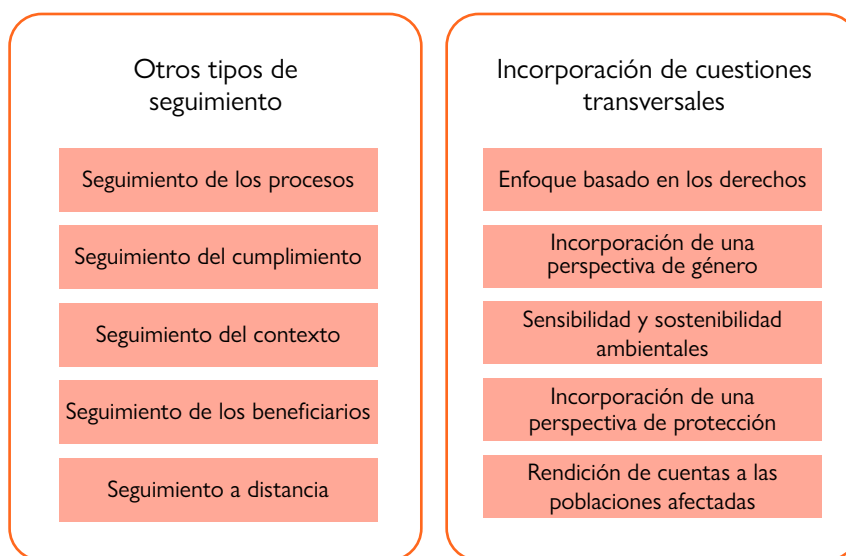 Otros tipos de
seguimiento
Seguimiento de los procesos
Seguimiento del cumplimiento
Seguimiento del contexto
Seguimiento de los beneficiarios
Seguimiento a distancia
Incorporación de cuestiones
transversales
Enfoque basado en los derechos
Incorporación de una
perspectiva de género
Sensibilidad y sostenibilidad
ambientales
Incorporación de una
perspectiva de protección
Rendición de cuentas a las
poblaciones afectadas